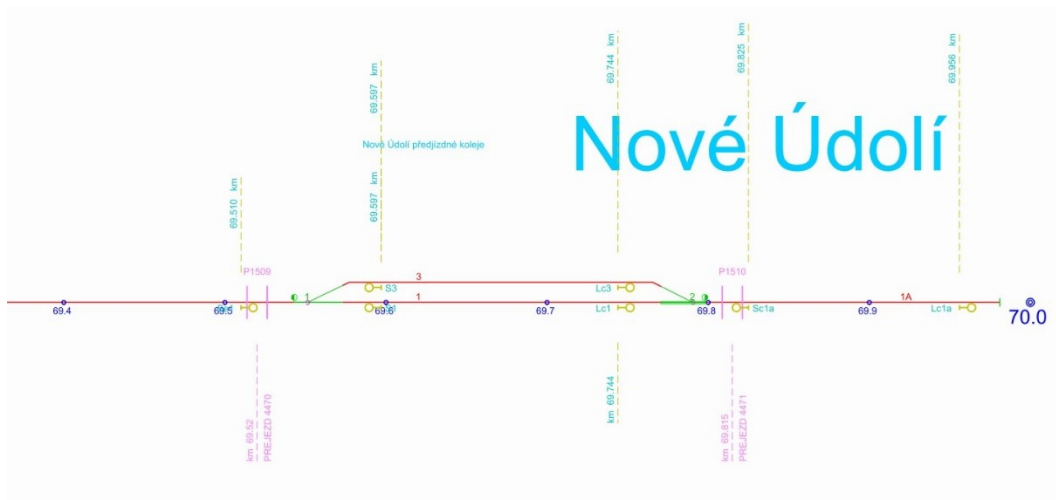 69.744 km
69.825 km
69.956 km
69.597 km
Nové Údolí
Nové Údolí předjízdné koleje
69.510 km
69.597 km
P1509
P1510
3
S3
Lc3
1
1
2
1A
Lc1
Sc1a
Lc1a
69.4
69.5
69.6
69.7
69.8
69.9
70.0
km 69.744
km 69.52
PREJEZD 4470
km 69.815
PREJEZD 4471